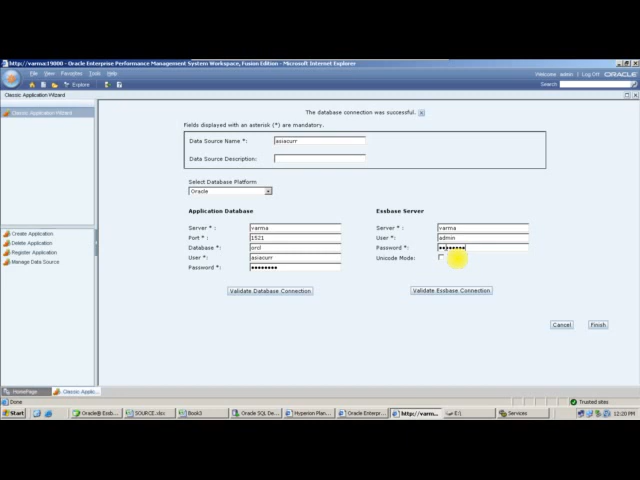 http://varma:19000 - Oracle Enterprise Performance Management System Workspace, Fusion Edition - Microsoft Internet Explorer
File View Favorites Tools Help
Welcome admin | Log Off ORACLE
Explore Search
Classic Application Wizard
Classic Application Wizard
The database connection was successful.
Fields displayed with an asterisk (*) are mandatory.
Data Source Name *: asiacurr
Data Source Description:
Select Database Platform
Oracle
Application Database Essbase Server
Server * : varma Server * : varma
Port * : 1521 User *: admin
Database *: orcl Password *: ••••••••
User *: asiacurr Unicode Mode:
Password *: ••••••••
Create Application
Delete Application
Register Application
Manage Data Source
Validate Database Connection Validate Essbase Connection
Cancel Finish
HomePage Classic Applic...
Done Trusted sites
Start Oracle® Essb... SOURCE.xlsx Book3 Oracle SQL De... Hyperion Plan... Oracle Enterpr... http://varm... E:\ Services 12:20 PM